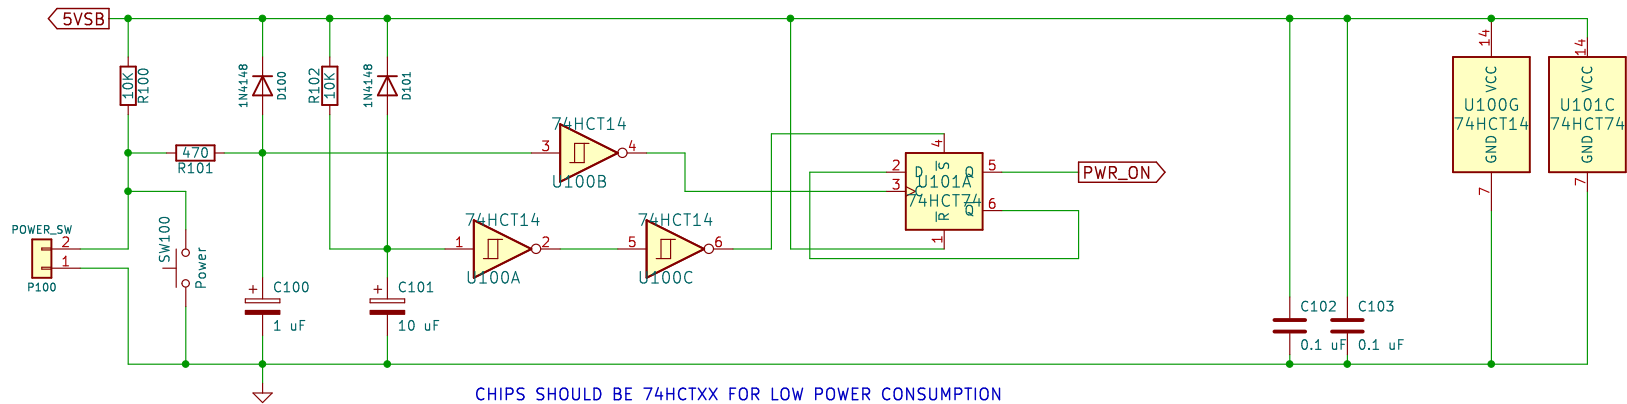 5VSB
10K
R100
1N4148
D100
R102
10K
1N4148
D101
470
R101
3
74HCT14
4
U100B
1
74HCT14
2
U100A
5
74HCT14
6
U100C
4
2
D
S
Q
5
PWR_ON
3
C
U101A
74HCT74
Q
6
R
1
14
VCC
U100G
74HCT14
GND
7
14
VCC
U101C
74HCT74
GND
7
POWER_SW
2
1
P100
SW100
Power
+
C100
1 uF
+
C101
10 uF
C102
0.1 uF
C103
0.1 uF
CHIPS SHOULD BE 74HCTXX FOR LOW POWER CONSUMPTION